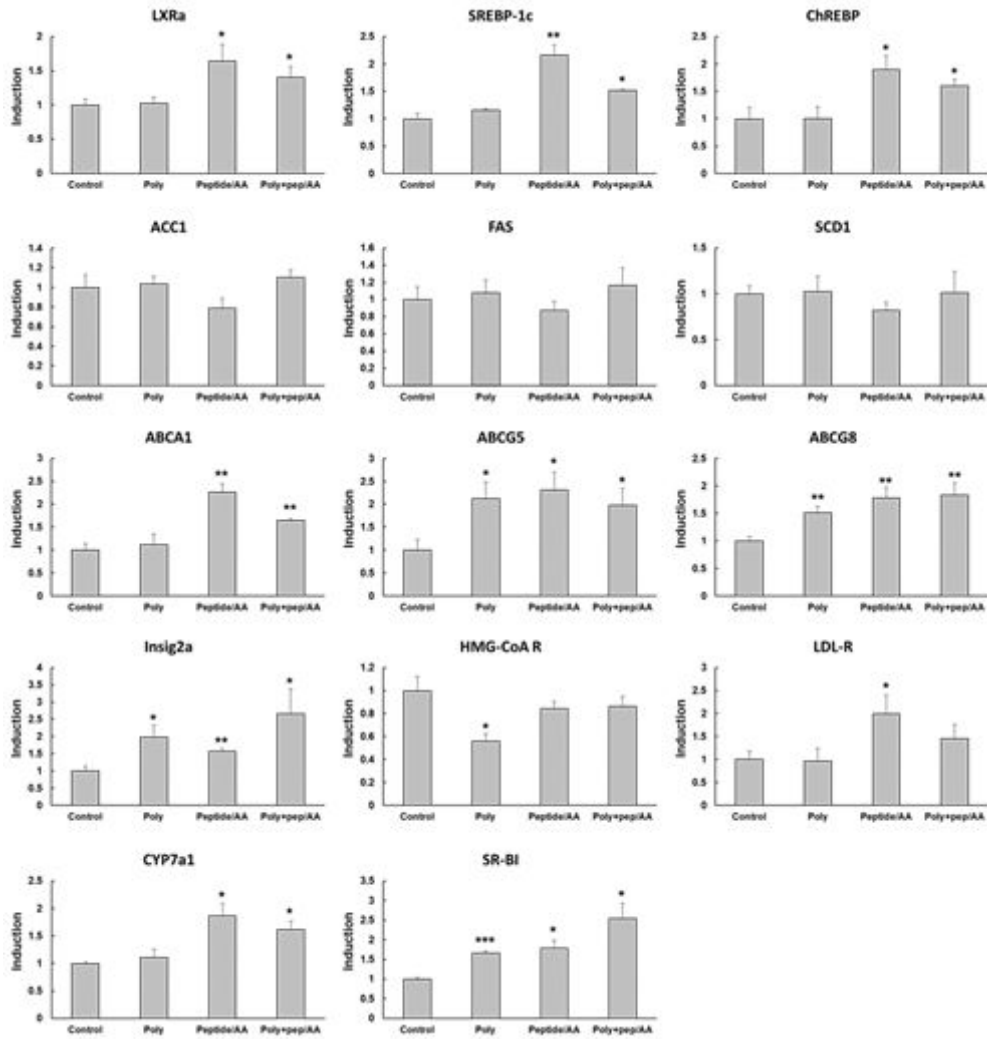 LXRa SREBP-1c ChREBP
Induction 2 1.5 1 0.5 0 * *
Control Poly Peptide/AA Poly+pep/AA
Induction 2.5 2 1.5 1 0.5 0 ** *
Control Poly Peptide/AA Poly+pep/AA
Induction 2.5 2 1.5 1 0.5 0 * *
Control Poly Peptide/AA Poly+pep/AA
ACC1 FAS SCD1
Induction 1.4 1.2 1 0.8 0.6 0.4 0.2 0
Control Poly Peptide/AA Poly+pep/AA
Induction 1.6 1.4 1.2 1 0.8 0.6 0.4 0.2 0
Control Poly Peptide/AA Poly+pep/AA
Induction 1.5 1 0.5 0
Control Poly Peptide/AA Poly+pep/AA
ABCA1 ABCG5 ABCG8
Induction 3 2.5 2 1.5 1 0.5 0 ** **
Control Poly Peptide/AA Poly+pep/AA
Induction 3 2.5 2 1.5 1 0.5 0 * * *
Control Poly Peptide/AA Poly+pep/AA
Induction 2.5 2 1.5 1 0.5 0 ** ** **
Control Poly Peptide/AA Poly+pep/AA
Insig2a HMG-CoA R LDL-R
Induction 4 3.5 3 2.5 2 1.5 1 0.5 0 * ** *
Control Poly Peptide/AA Poly+pep/AA
Induction 1.2 1 0.8 0.6 0.4 0.2 0 *
Control Poly Peptide/AA Poly+pep/AA
Induction 3 2.5 2 1.5 1 0.5 0 *
Control Poly Peptide/AA Poly+pep/AA
CYP7a1 SR-BI
Induction 2.5 2 1.5 1 0.5 0 * *
Control Poly Peptide/AA Poly+pep/AA
Induction 3.5 3 2.5 2 1.5 1 0.5 0 *** * *
Control Poly Peptide/AA Poly+pep/AA